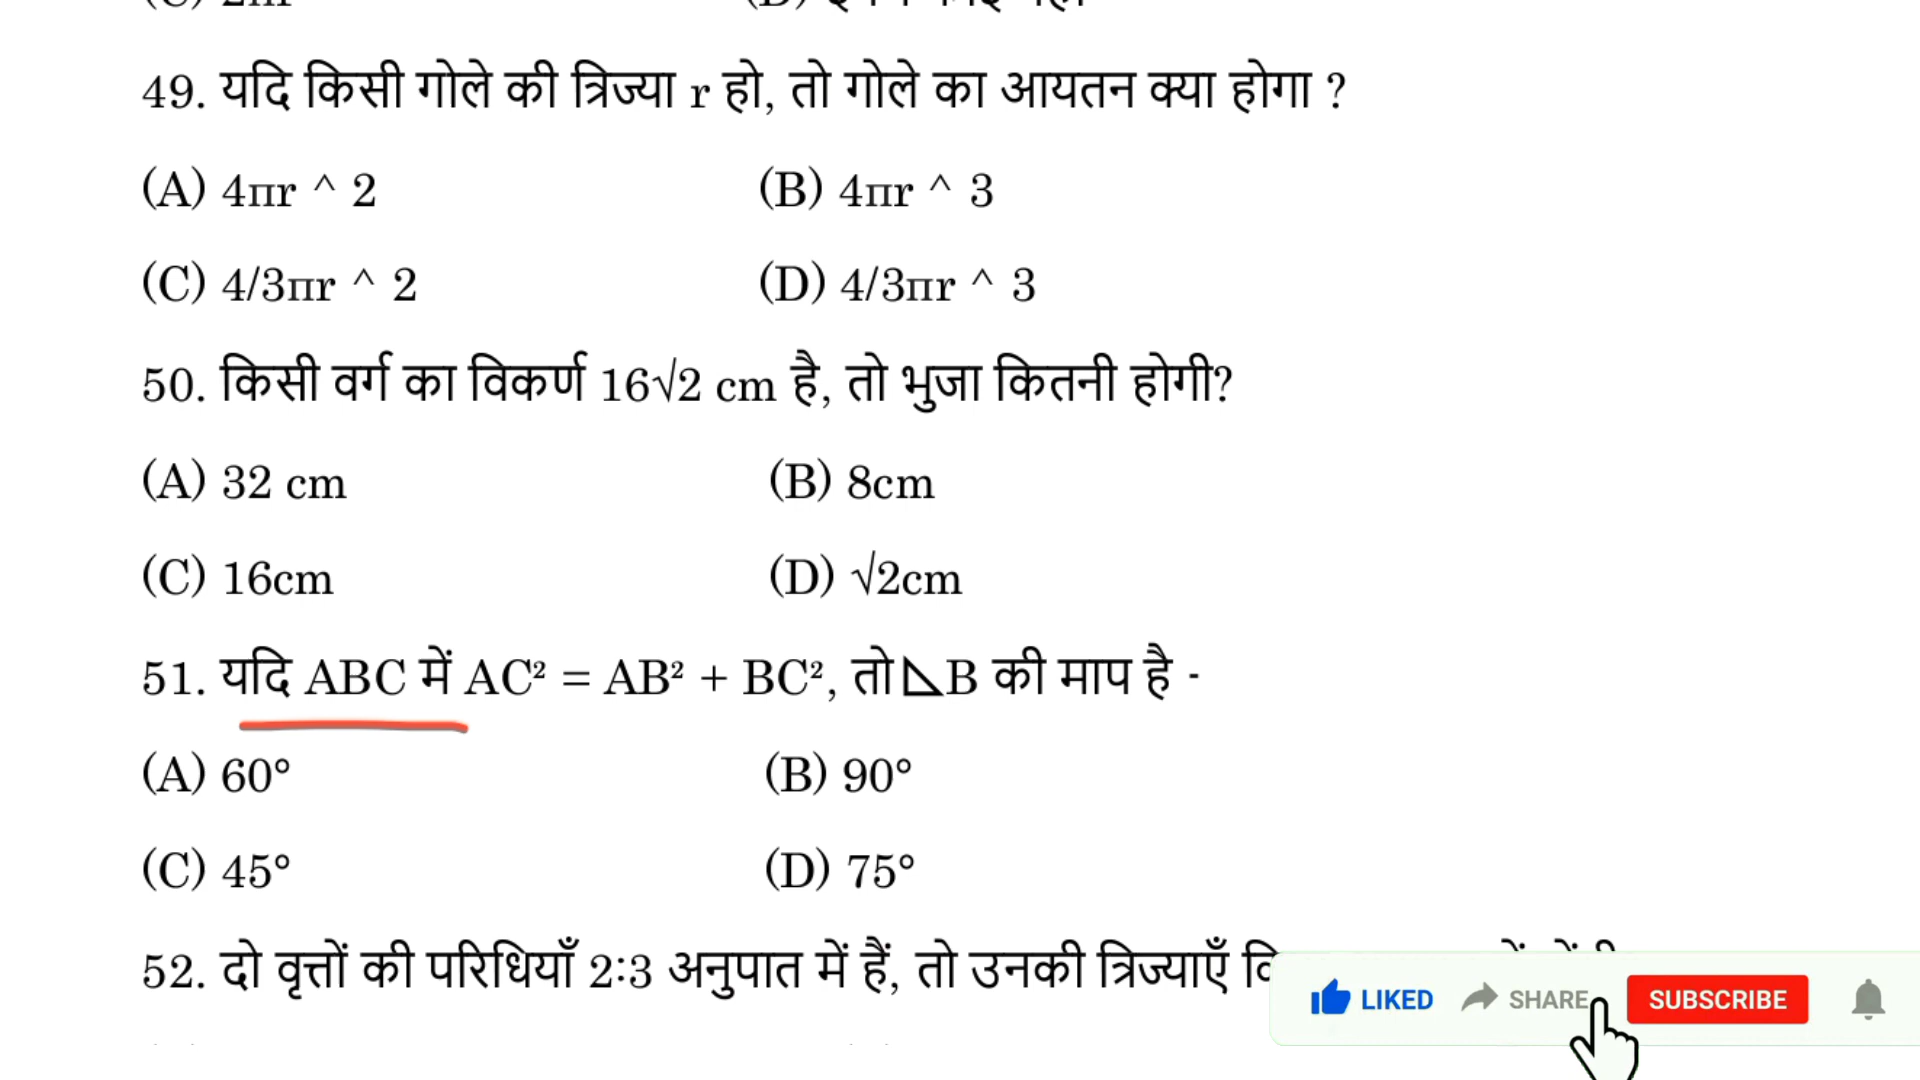 49. यदि किसी गोले की त्रिज्या r हो, तो गोले का आयतन क्या होगा ?
(A) 4πr ^ 2 (B) 4πr ^ 3
(C) 4/3πr ^ 2 (D) 4/3πr ^ 3
50. किसी वर्ग का विकर्ण 16√2 cm है, तो भुजा कितनी होगी?
(A) 32 cm (B) 8cm
(C) 16cm (D) √2cm
51. यदि ABC में AC² = AB² + BC², तो ⊿B की माप है -
(A) 60° (B) 90°
(C) 45° (D) 75°
52. दो वृत्तों की परिधियाँ 2:3 अनुपात में हैं, तो उनकी त्रिज्याएँ
LIKED SHARE SUBSCRIBE